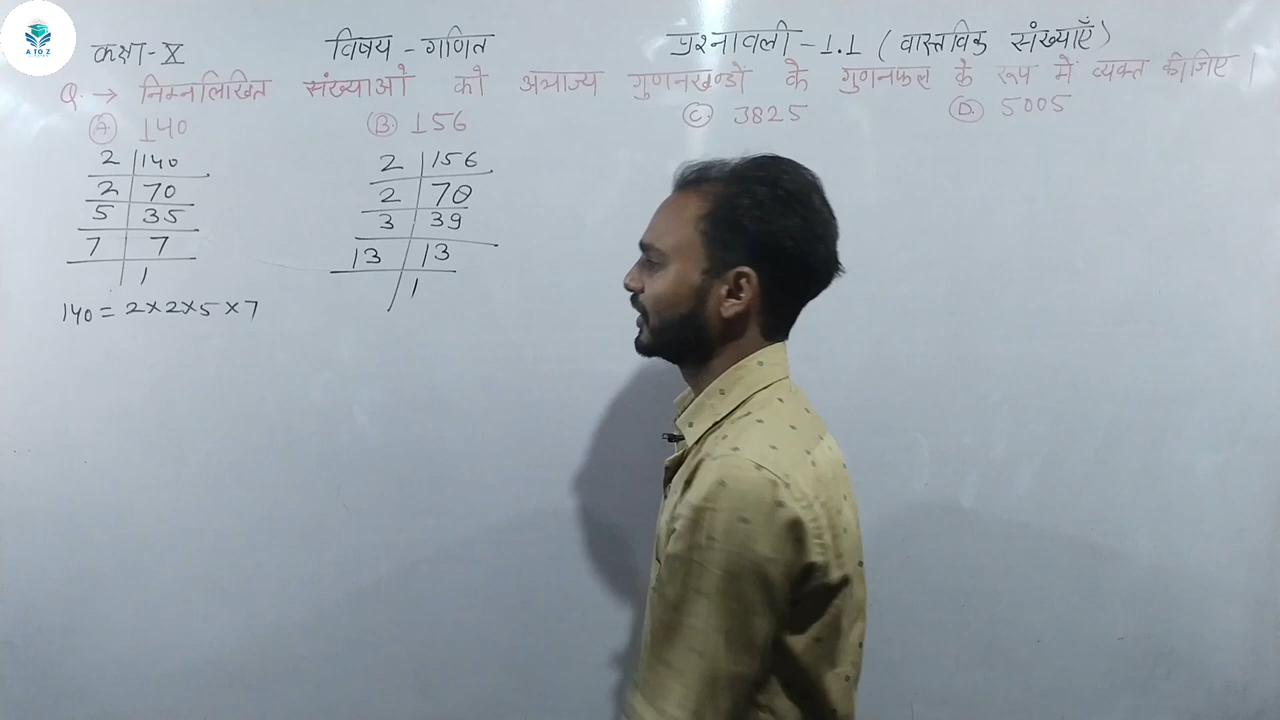 A TO Z
कक्षा - X विषय - गणित प्रश्नावली - 1.1 (वास्तविक संख्याएँ)
Q. → निम्नलिखित संख्याओं को अभाज्य गुणनखण्डों के गुणनफल के रूप में व्यक्त कीजिए।
(A.) 140 (B.) 156 (C.) 3825 (D.) 5005
2 | 140 2 | 156
2 | 70 2 | 70
5 | 35 3 | 39
7 | 7 13 | 13
| 1 | 1
140 = 2×2×5×7